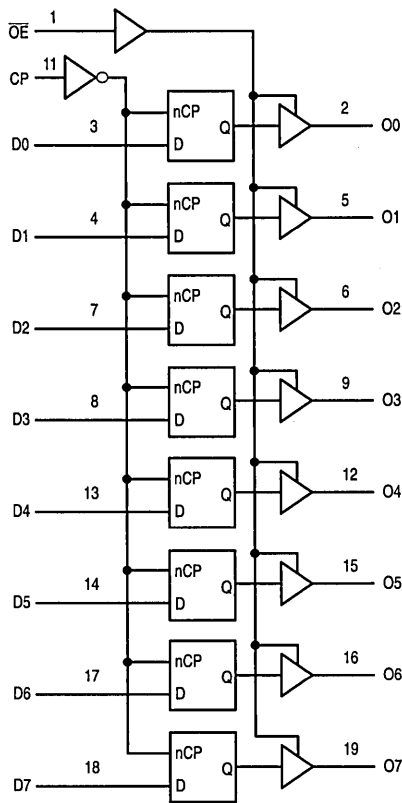 O̅E̅ 1
CP 11
nCP
D0 3 D Q 2 O0
nCP
D1 4 D Q 5 O1
nCP
D2 7 D Q 6 O2
nCP
D3 8 D Q 9 O3
nCP
D4 13 D Q 12 O4
nCP
D5 14 D Q 15 O5
nCP
D6 17 D Q 16 O6
nCP
D7 18 D Q 19 O7